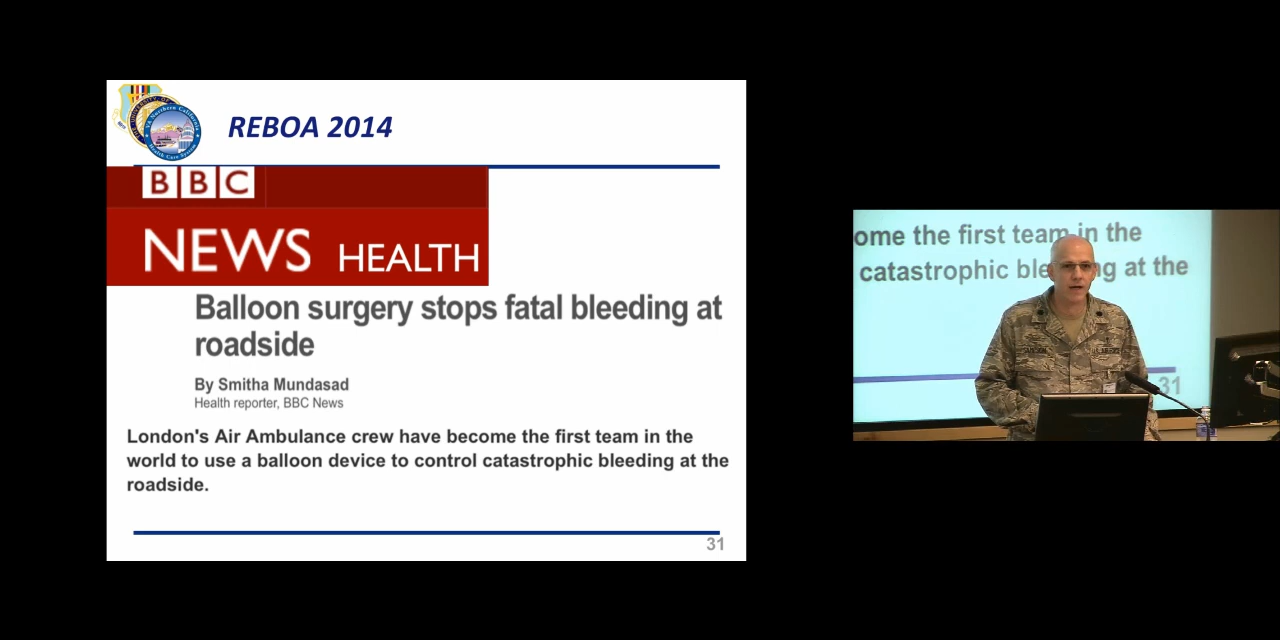 REBOA 2014
BBC
NEWS HEALTH
Balloon surgery stops fatal bleeding at
roadside
By Smitha Mundasad
Health reporter, BBC News
London's Air Ambulance crew have become the first team in the
world to use a balloon device to control catastrophic bleeding at the
roadside.
31
ome the first team in the
catastrophic ble g at the
31